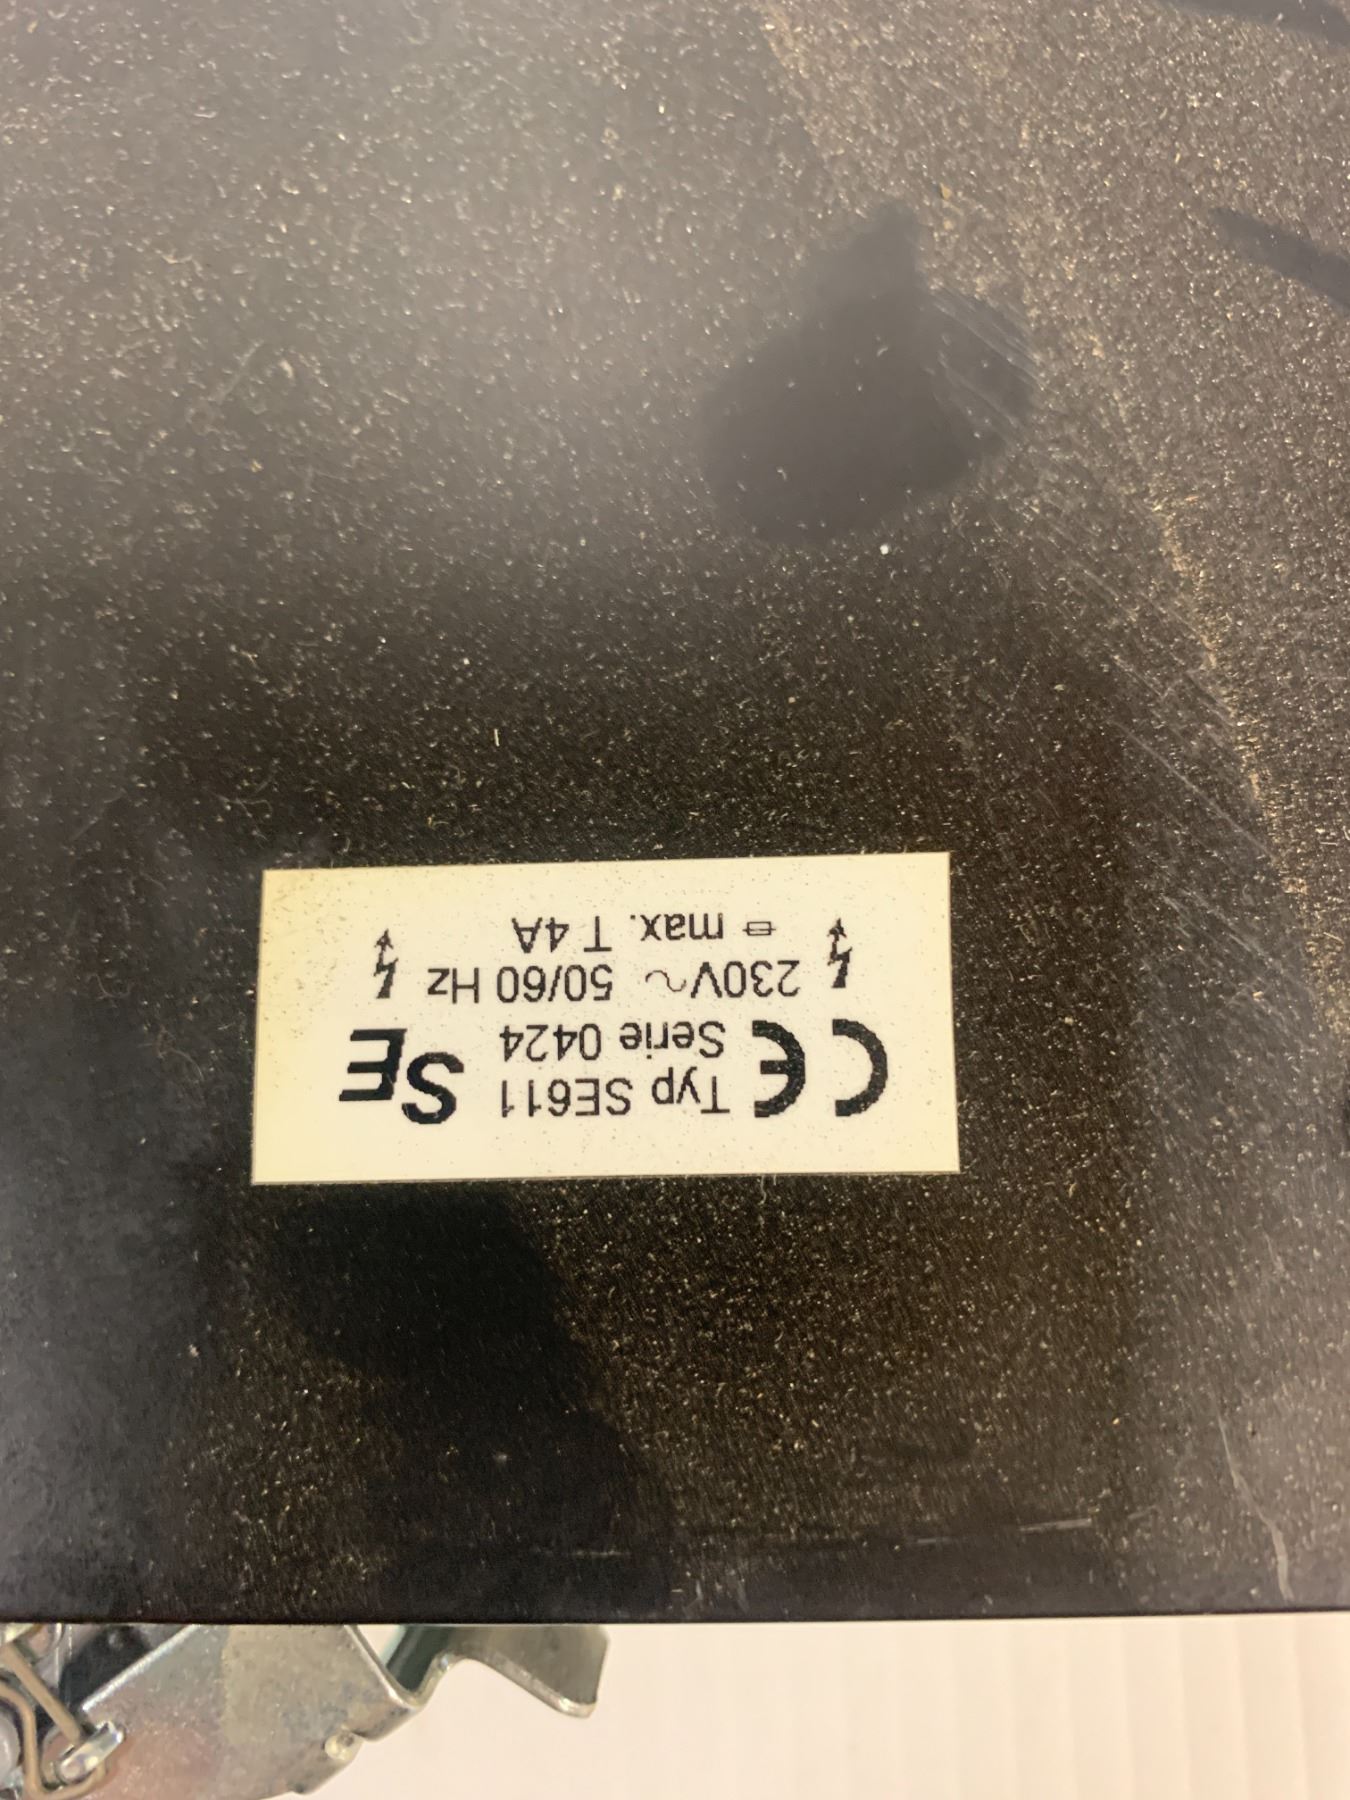 CE Typ SE611 SE
Serie 0424
230V~ 50/60 Hz
max. T 4A